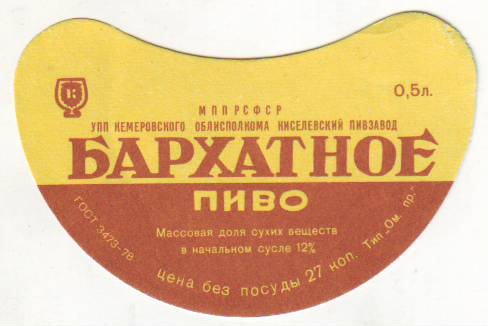 К
0,5л.
МППРСФСР
УПП КЕМЕРОВСКОГО ОБЛИСПОЛКОМА КИСЕЛЕВСКИЙ ПИВЗАВОД
БАРХАТНОЕ
ПИВО
Массовая доля сухих веществ
в начальном сусле 12%
ГОСТ 3473-78
цена без посуды 27 коп.
Тип „Ом. пр.“